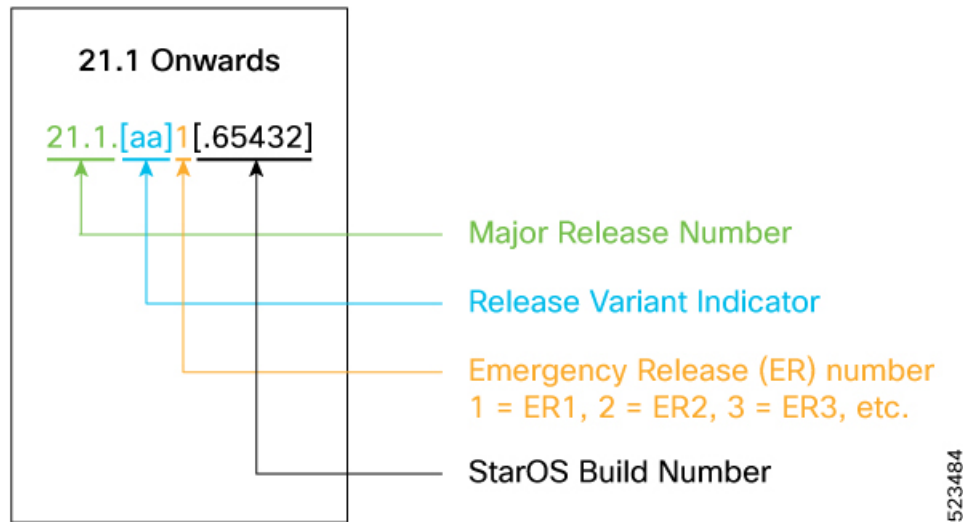 21.1 Onwards
21.1.[aa]1[.65432]
Major Release Number
Release Variant Indicator
Emergency Release (ER) number
1 = ER1, 2 = ER2, 3 = ER3, etc.
StarOS Build Number
523484